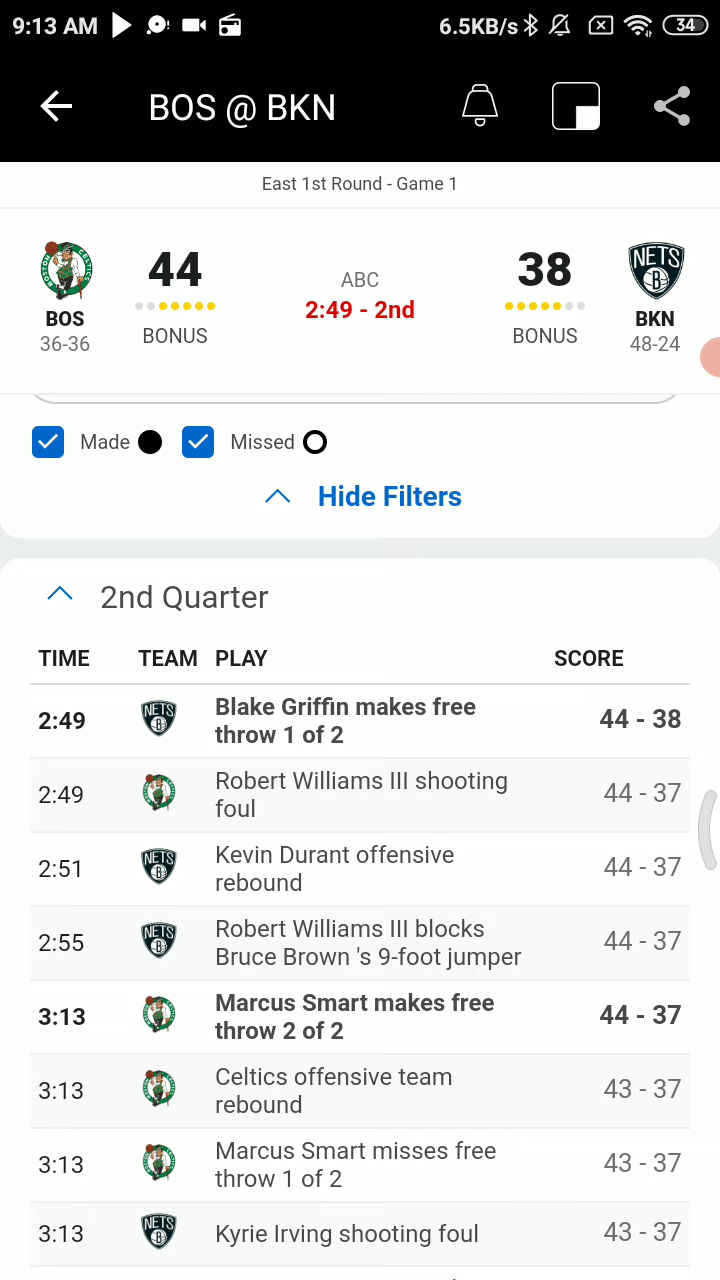 9:13 AM 6.5KB/s 34
BOS @ BKN
East 1st Round - Game 1
44 ABC 38
2:49 - 2nd
BOS BONUS BONUS BKN
36-36 48-24
NETS
B
Made Missed
Hide Filters
2nd Quarter
TIME TEAM PLAY SCORE
2:49 NETS Blake Griffin makes free 44 - 38
throw 1 of 2
2:49 Robert Williams III shooting 44 - 37
foul
2:51 NETS Kevin Durant offensive 44 - 37
rebound
2:55 NETS Robert Williams III blocks 44 - 37
Bruce Brown 's 9-foot jumper
3:13 Marcus Smart makes free 44 - 37
throw 2 of 2
3:13 Celtics offensive team 43 - 37
rebound
3:13 Marcus Smart misses free 43 - 37
throw 1 of 2
3:13 NETS Kyrie Irving shooting foul 43 - 37